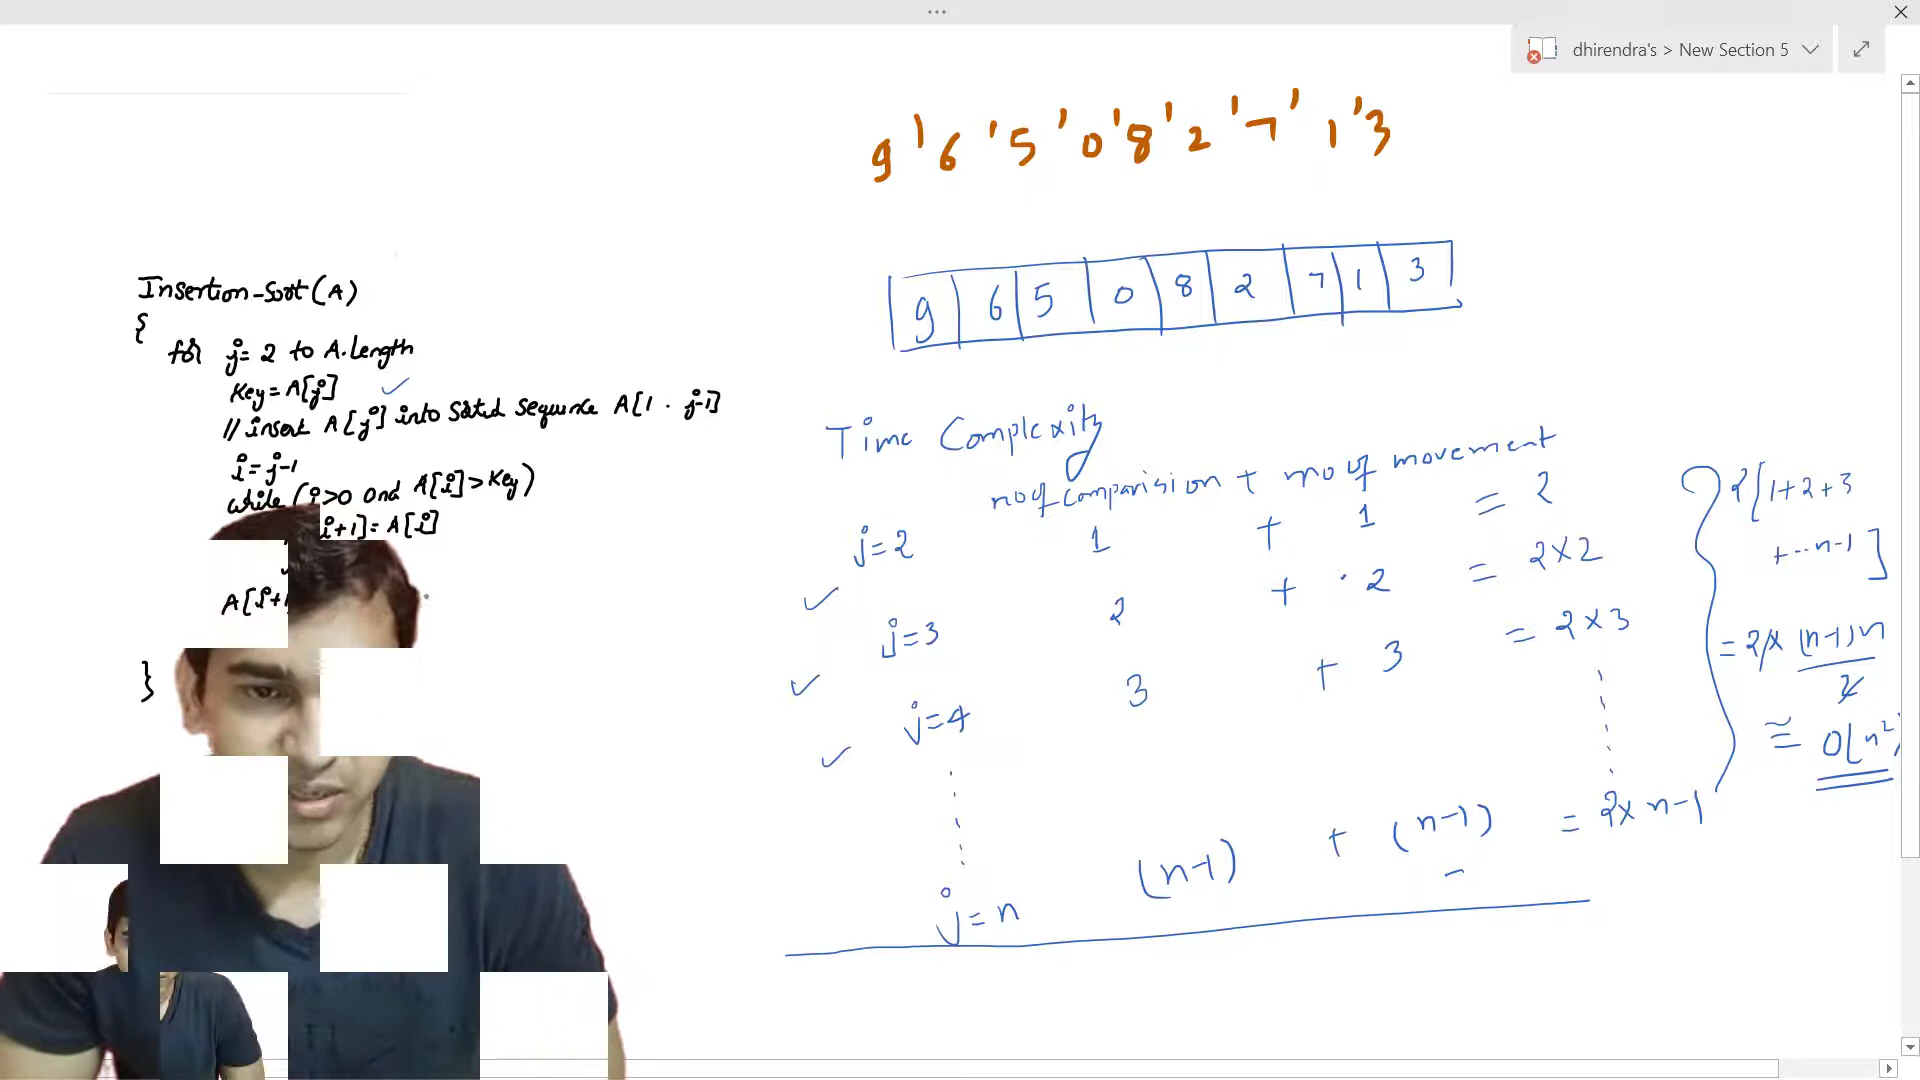 dhirendra's > New Section 5
9 ' 6 ' 5 ' 0 ' 8 ' 2 ' 7 ' 1 ' 3
9 6 5 0 8 2 7 1 3
Insertion-Sort(A)
{
for j= 2 to A.length
Key= A[j] ✓
// insert A[j] into Sorted Sequence A[1 . j-1]
i= j-1
while (i>0 and A[i]>Key)
i+1]= A[i]
A[i+1
}
Time Complexity
no of comparision + no of movement
j=2 1 + 1 = 2
✓ j=3 2 + 2 = 2×2
✓ j=4 3 + 3 = 2×3
✓
j= n (n-1) + (n-1) = 2× n-1
2[1+2+3
+...n-1]
= 2× (n-1)n
2
≅ O[n²)